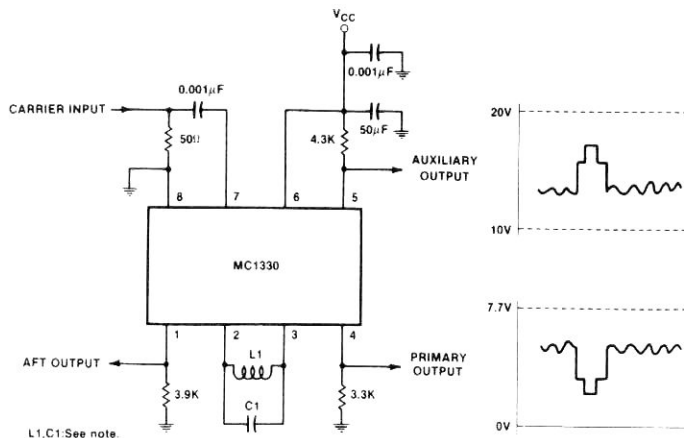 VCC
0.001μF
0.001μF
CARRIER INPUT
50Ω
4.3K
50μF
AUXILIARY
OUTPUT
20V
10V
8
7
6
5
MC1330
1
2
3
4
7.7V
0V
AFT OUTPUT
L1
PRIMARY
OUTPUT
3.9K
C1
3.3K
L1,C1:See note.